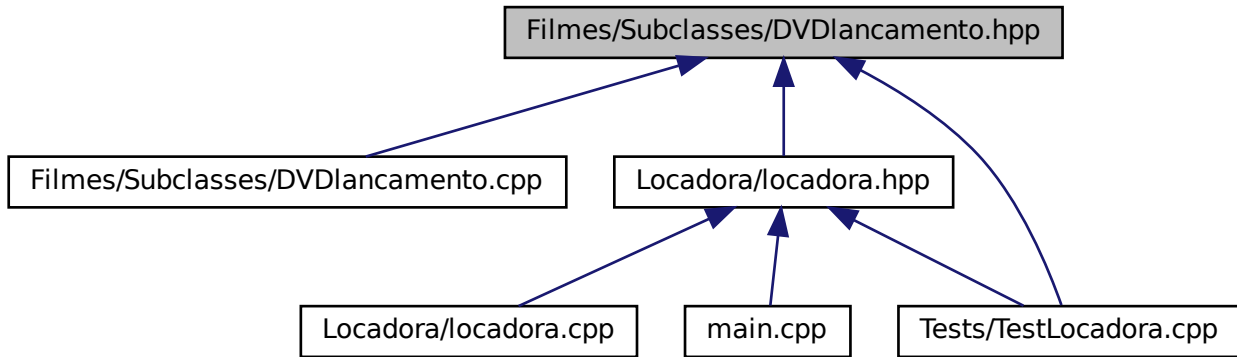 Filmes/Subclasses/DVDlancamento.hpp
Filmes/Subclasses/DVDlancamento.cpp
Locadora/locadora.hpp
Locadora/locadora.cpp
main.cpp
Tests/TestLocadora.cpp